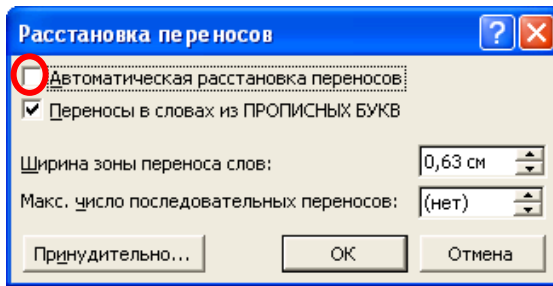 Расстановка переносов
Автоматическая расстановка переносов
Переносы в словах из ПРОПИСНЫХ БУКВ
Ширина зоны переноса слов: 0,63 см
Макс. число последовательных переносов: (нет)
Принудительно... ОК Отмена